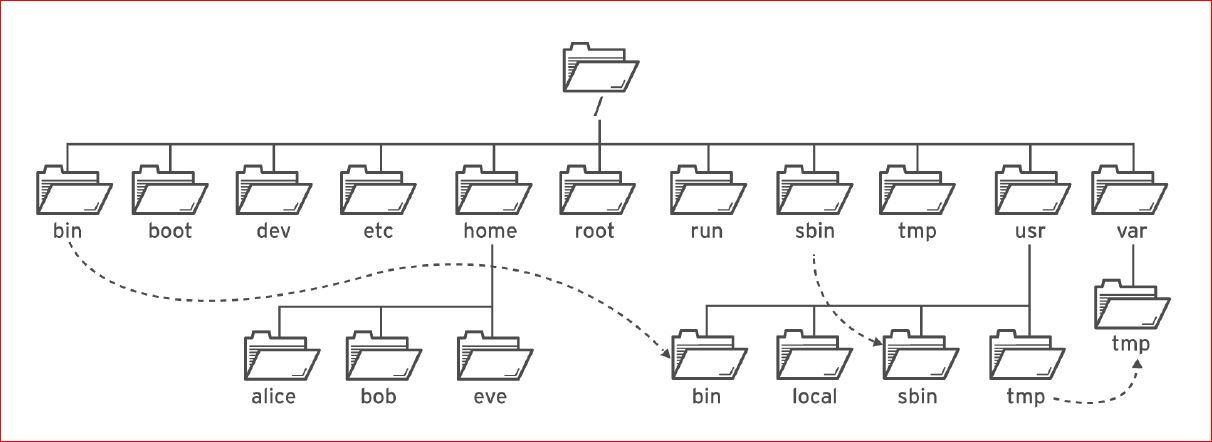 /
bin boot dev etc home root run sbin tmp usr var
tmp
alice bob eve bin local sbin tmp